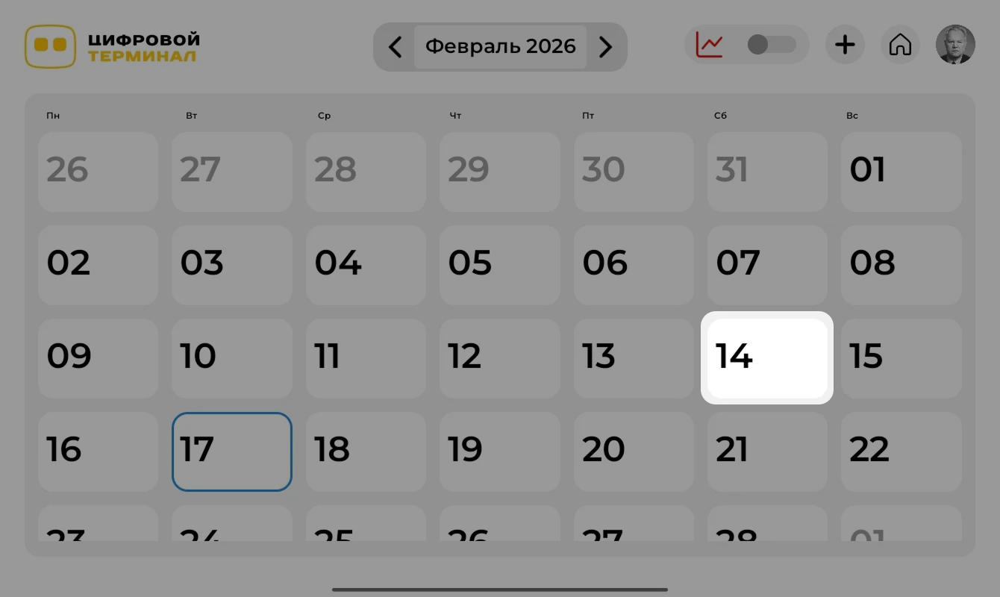 ЦИФРОВОЙ
ТЕРМИНАЛ
Февраль 2026
Пн Вт Ср Чт Пт Сб Вс
26 27 28 29 30 31 01
02 03 04 05 06 07 08
09 10 11 12 13 14 15
16 17 18 19 20 21 22
23 24 25 26 27 28 01